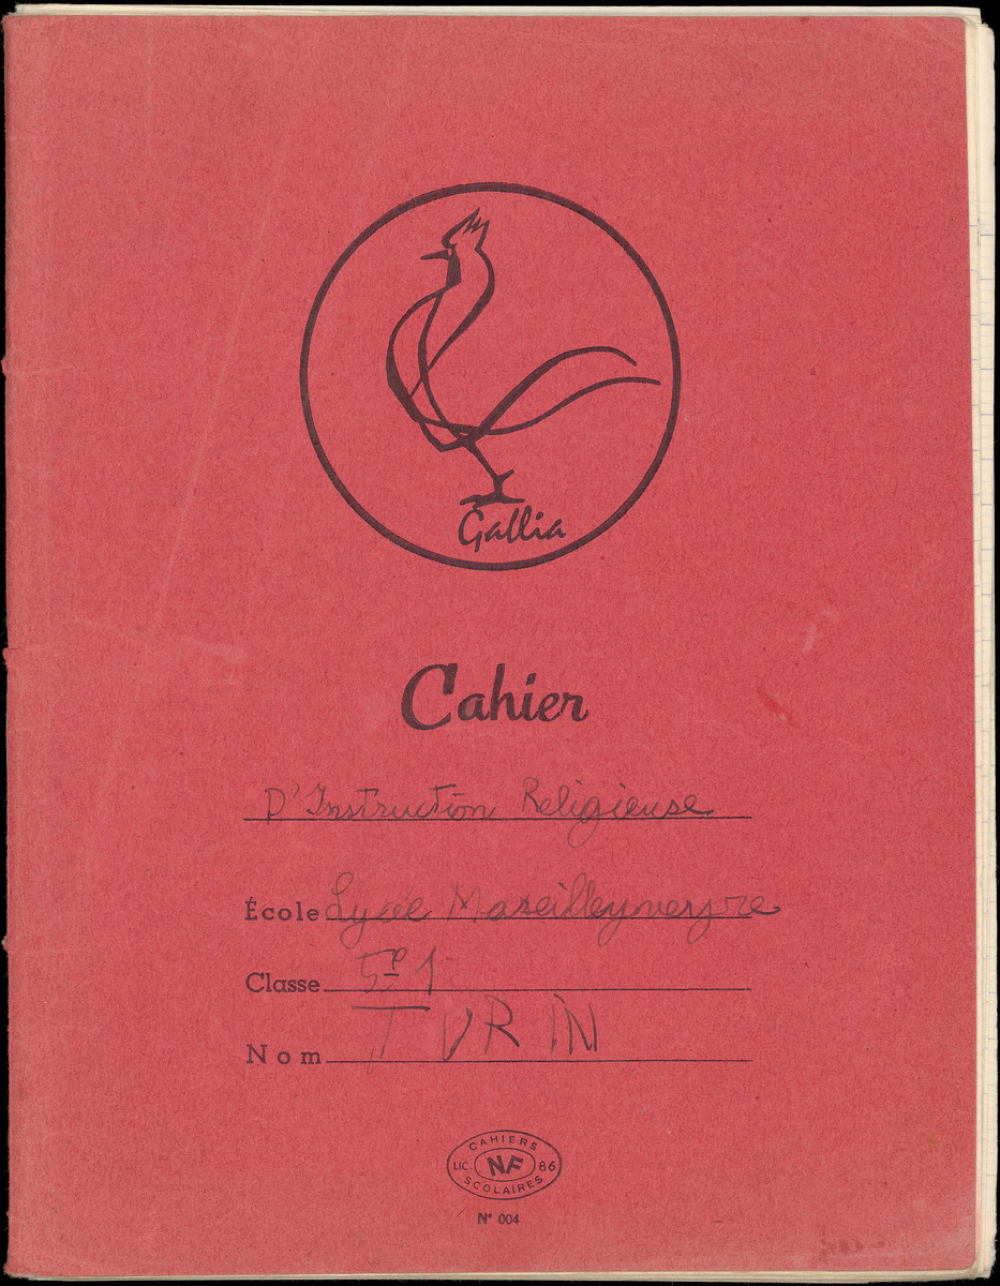 Gallia
Cahier
D'Instruction Religieuse
École Lycée Marseilleyveyre
Classe 5e 1
Nom TURIN
CAHIERS
LIC. NF 86
SCOLAIRES
N° 004